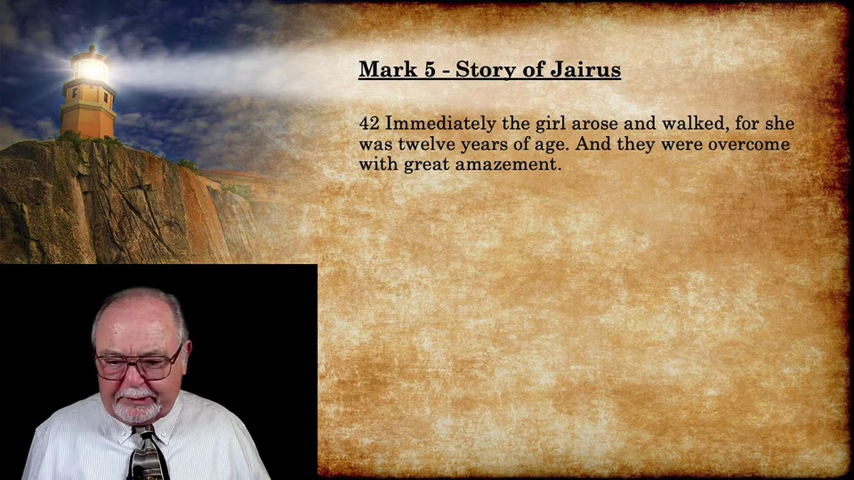 Mark 5 - Story of Jairus
42 Immediately the girl arose and walked, for she
was twelve years of age. And they were overcome
with great amazement.